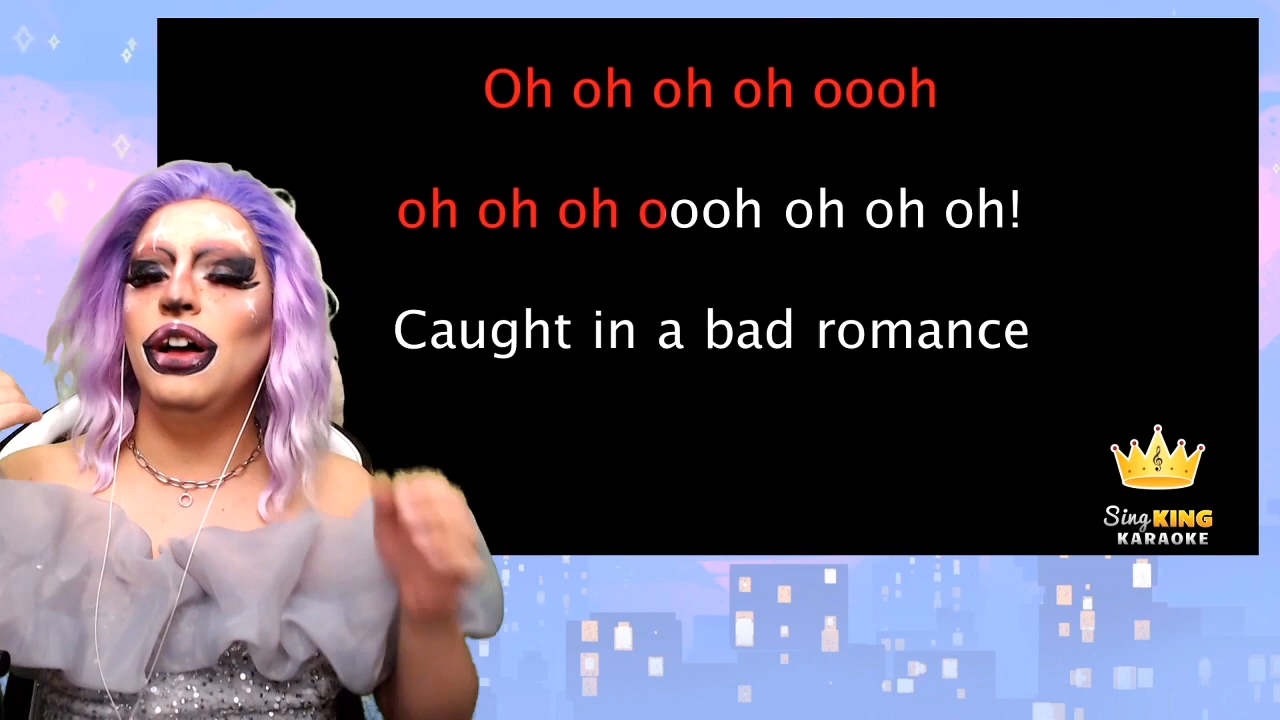 Oh oh oh oh oooh
oh oh oh oooh oh oh oh!
Caught in a bad romance
Sing KING
KARAOKE